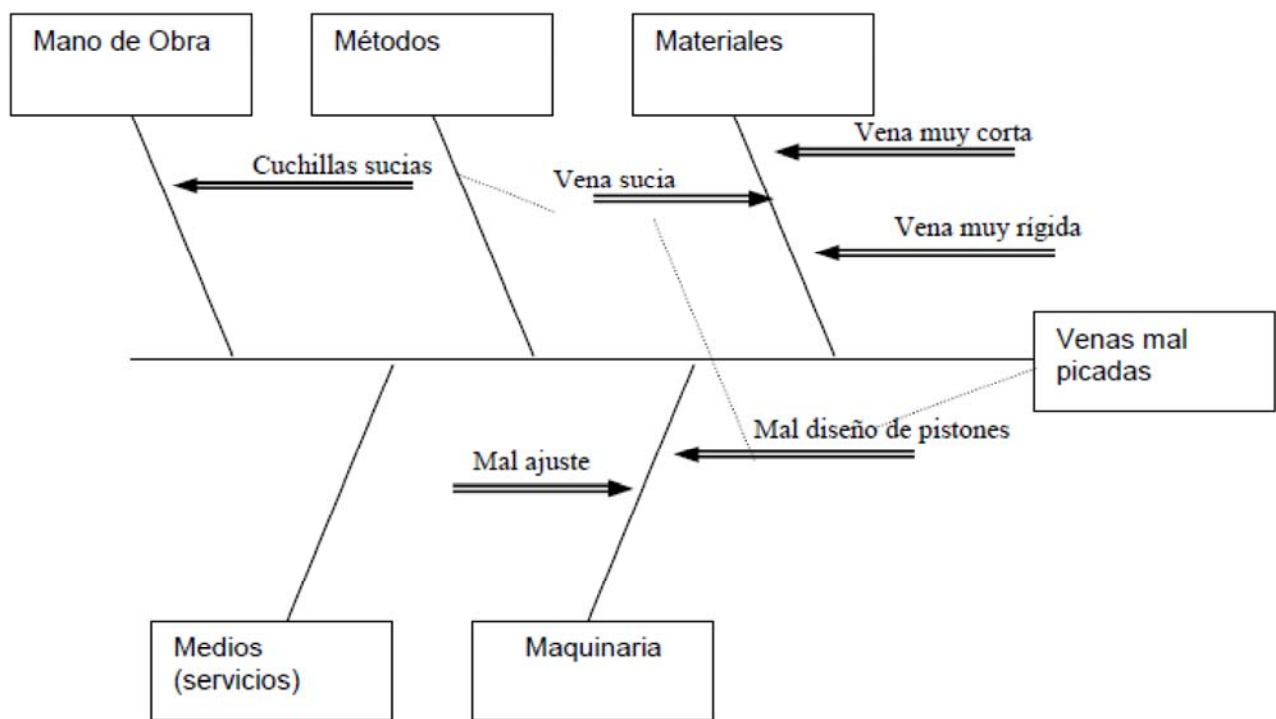 Mano de Obra
Métodos
Materiales
Vena muy corta
Cuchillas sucias
Vena sucia
Vena muy rígida
Venas mal
picadas
Mal diseño de pistones
Mal ajuste
Medios
(servicios)
Maquinaria